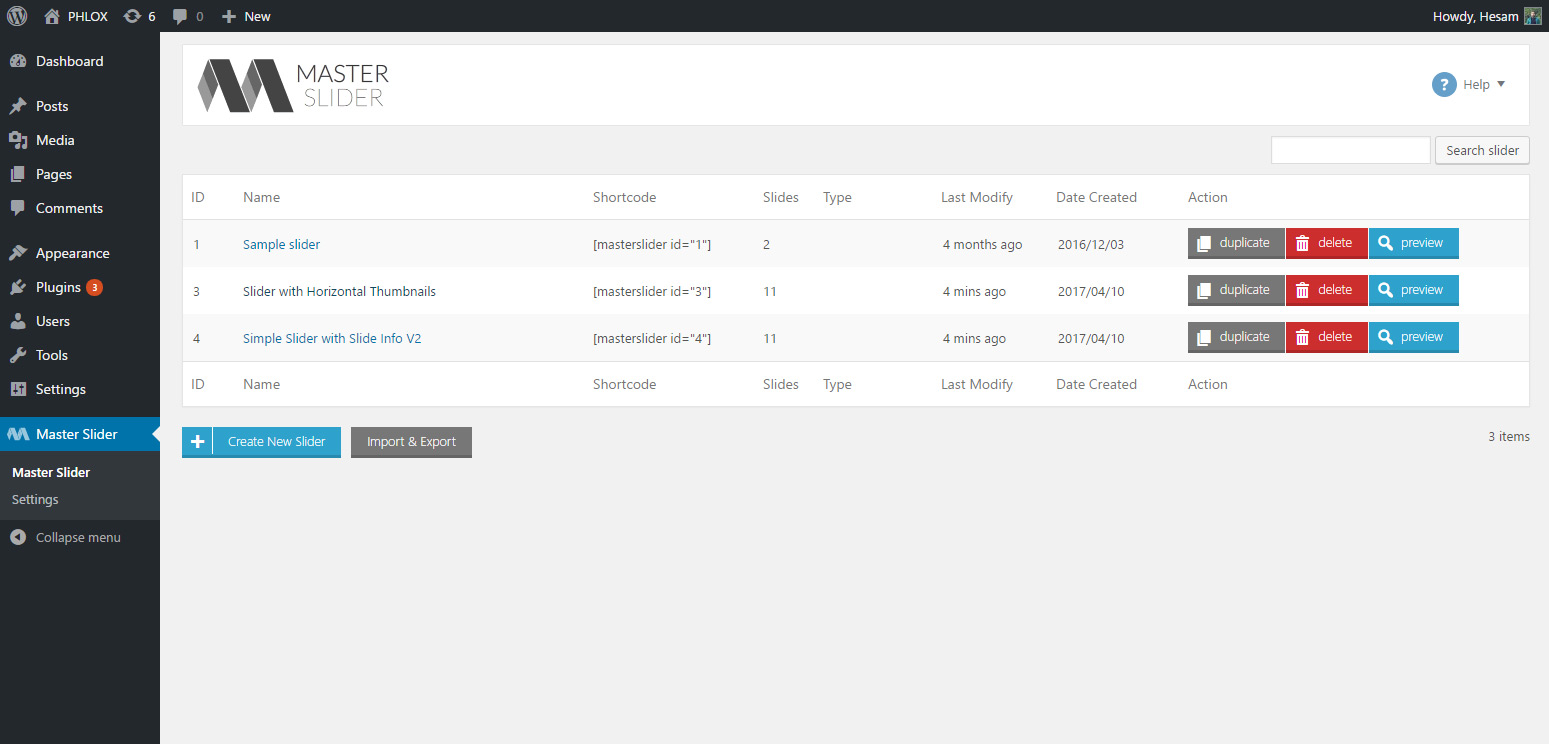 PHLOX 6 0 New Howdy, Hesam
Dashboard
Posts
Media
Pages
Comments
Appearance
Plugins 3
Users
Tools
Settings
Master Slider
Master Slider
Settings
Collapse menu
MASTER
SLIDER
? Help
Search slider
ID Name Shortcode Slides Type Last Modify Date Created Action
1 Sample slider [masterslider id="1"] 2 4 months ago 2016/12/03 duplicate delete preview
3 Slider with Horizontal Thumbnails [masterslider id="3"] 11 4 mins ago 2017/04/10 duplicate delete preview
4 Simple Slider with Slide Info V2 [masterslider id="4"] 11 4 mins ago 2017/04/10 duplicate delete preview
ID Name Shortcode Slides Type Last Modify Date Created Action
+ Create New Slider Import & Export 3 items